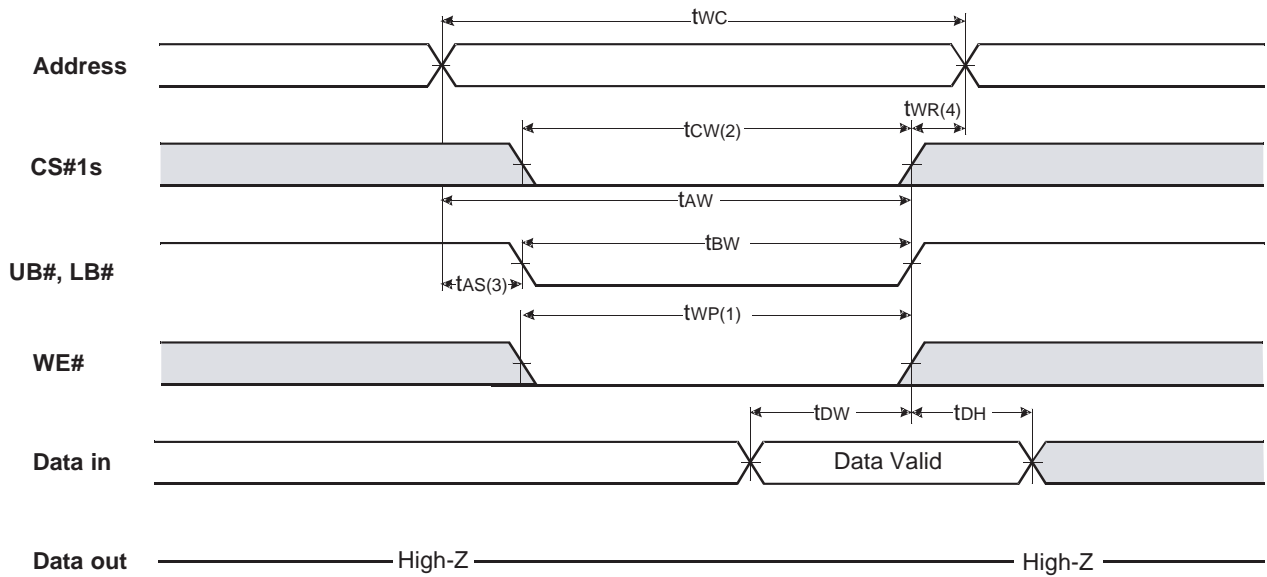 tWC
Address
tWR(4)
tCW(2)
CS#1s
tAW
tBW
UB#, LB#
tAS(3)
tWP(1)
WE#
tDW
tDH
Data in
Data Valid
Data out
High-Z
High-Z